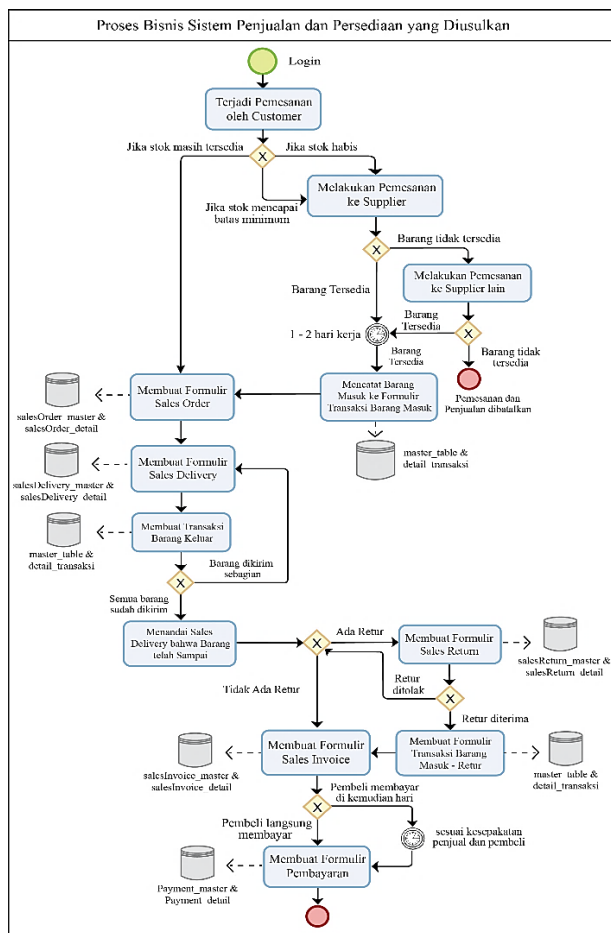 Proses Bisnis Sistem Penjualan dan Persediaan yang Diusulkan
Login
Terjadi Pemesanan
oleh Customer
Jika stok masih tersedia
X
Jika stok habis
Jika stok mencapai
batas minimum
Melakukan Pemesanan
ke Supplier
X
Barang tidak tersedia
Barang Tersedia
Melakukan Pemesanan
ke Supplier lain
1 - 2 hari kerja
Barang
Tersedia
X
Barang
Tersedia
Barang tidak
tersedia
Pemesanan dan
Penjualan dibatalkan
Membuat Formulir
Sales Order
Mencatat Barang
Masuk ke Formulir
Transaksi Barang Masuk
salesOrder_master &
salesOrder_detail
master_table &
detail_transaksi
Membuat Formulir
Sales Delivery
salesDelivery_master &
salesDelivery_detail
Membuat Transaksi
Barang Keluar
master_table &
detail_transaksi
Barang dikirim
sebagian
X
Semua barang
sudah dikirim
Menandai Sales
Delivery bahwa Barang
telah Sampai
X
Ada Retur
Membuat Formulir
Sales Return
salesReturn_master &
salesReturn_detail
Retur
ditolak
X
Tidak Ada Retur
Retur diterima
Membuat Formulir
Sales Invoice
Membuat Formulir
Transaksi Barang
Masuk - Retur
salesInvoice_master &
salesInvoice_detail
master_table &
detail_transaksi
X
Pembeli membayar
di kemudian hari
Pembeli langsung
membayar
sesuai kesepakatan
penjual dan pembeli
Membuat Formulir
Pembayaran
Payment_master &
Payment_detail